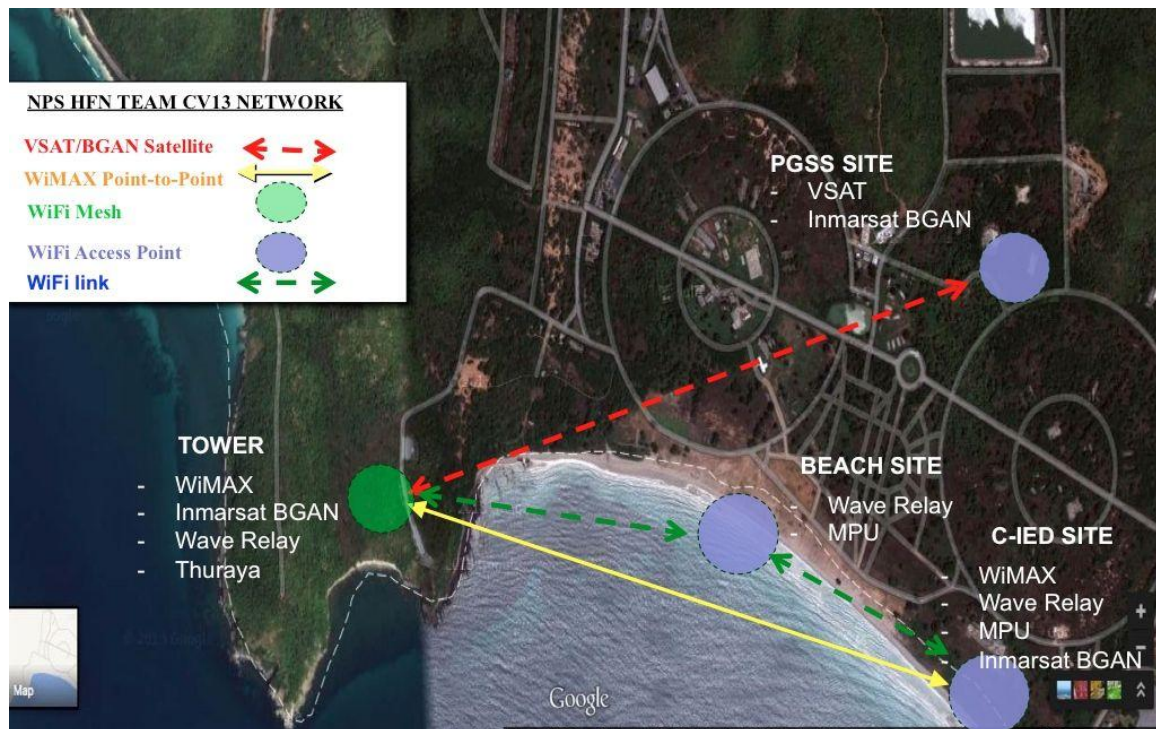 NPS HFN TEAM CV13 NETWORK
VSAT/BGAN Satellite
WiMAX Point-to-Point
WiFi Mesh
WiFi Access Point
WiFi link
PGSS SITE
- VSAT
- Inmarsat BGAN
TOWER
- WiMAX
- Inmarsat BGAN
- Wave Relay
- Thuraya
BEACH SITE
- Wave Relay
- MPU
C-IED SITE
- WiMAX
- Wave Relay
- MPU
- Inmarsat BGAN
Google
Map